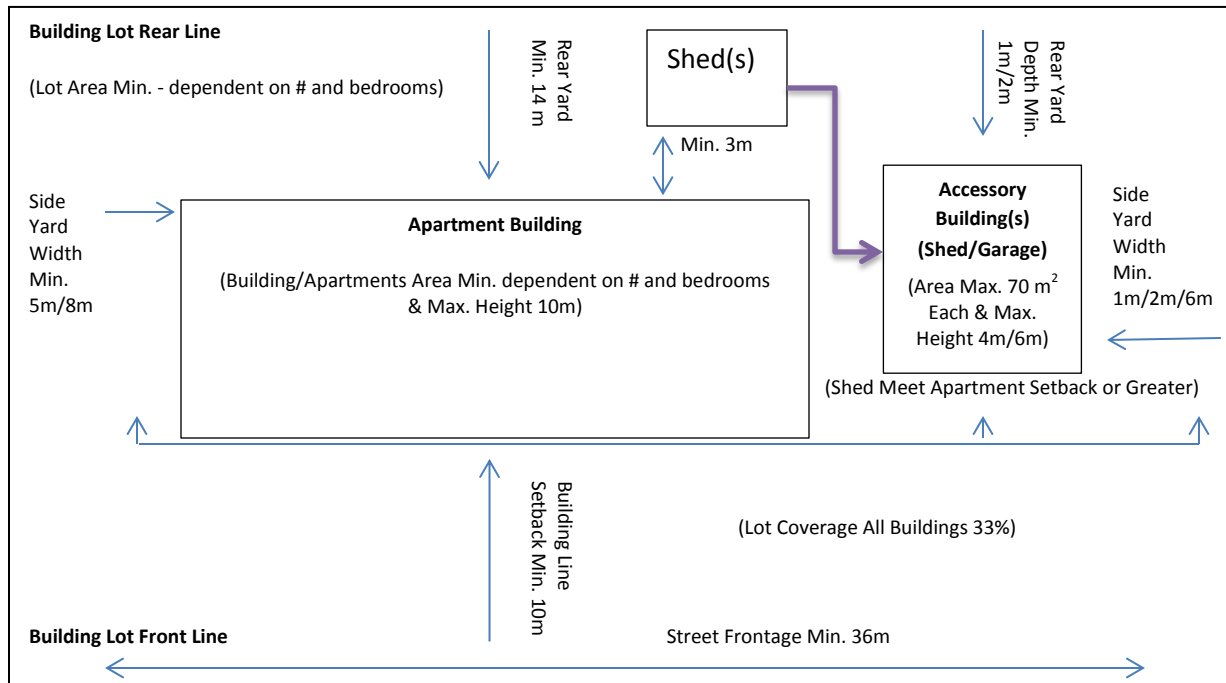 Building Lot Rear Line
(Lot Area Min. - dependent on # and bedrooms)
Rear Yard
Min. 14 m
Shed(s)
Min. 3m
Rear Yard
Depth Min.
1m/2m
Side
Yard
Width
Min.
5m/8m
Apartment Building
(Building/Apartments Area Min. dependent on # and bedrooms
& Max. Height 10m)
Accessory
Building(s)
(Shed/Garage)
(Area Max. 70 m²
Each & Max.
Height 4m/6m)
Side
Yard
Width
Min.
1m/2m/6m
(Shed Meet Apartment Setback or Greater)
Building Line
Setback Min. 10m
(Lot Coverage All Buildings 33%)
Building Lot Front Line
Street Frontage Min. 36m